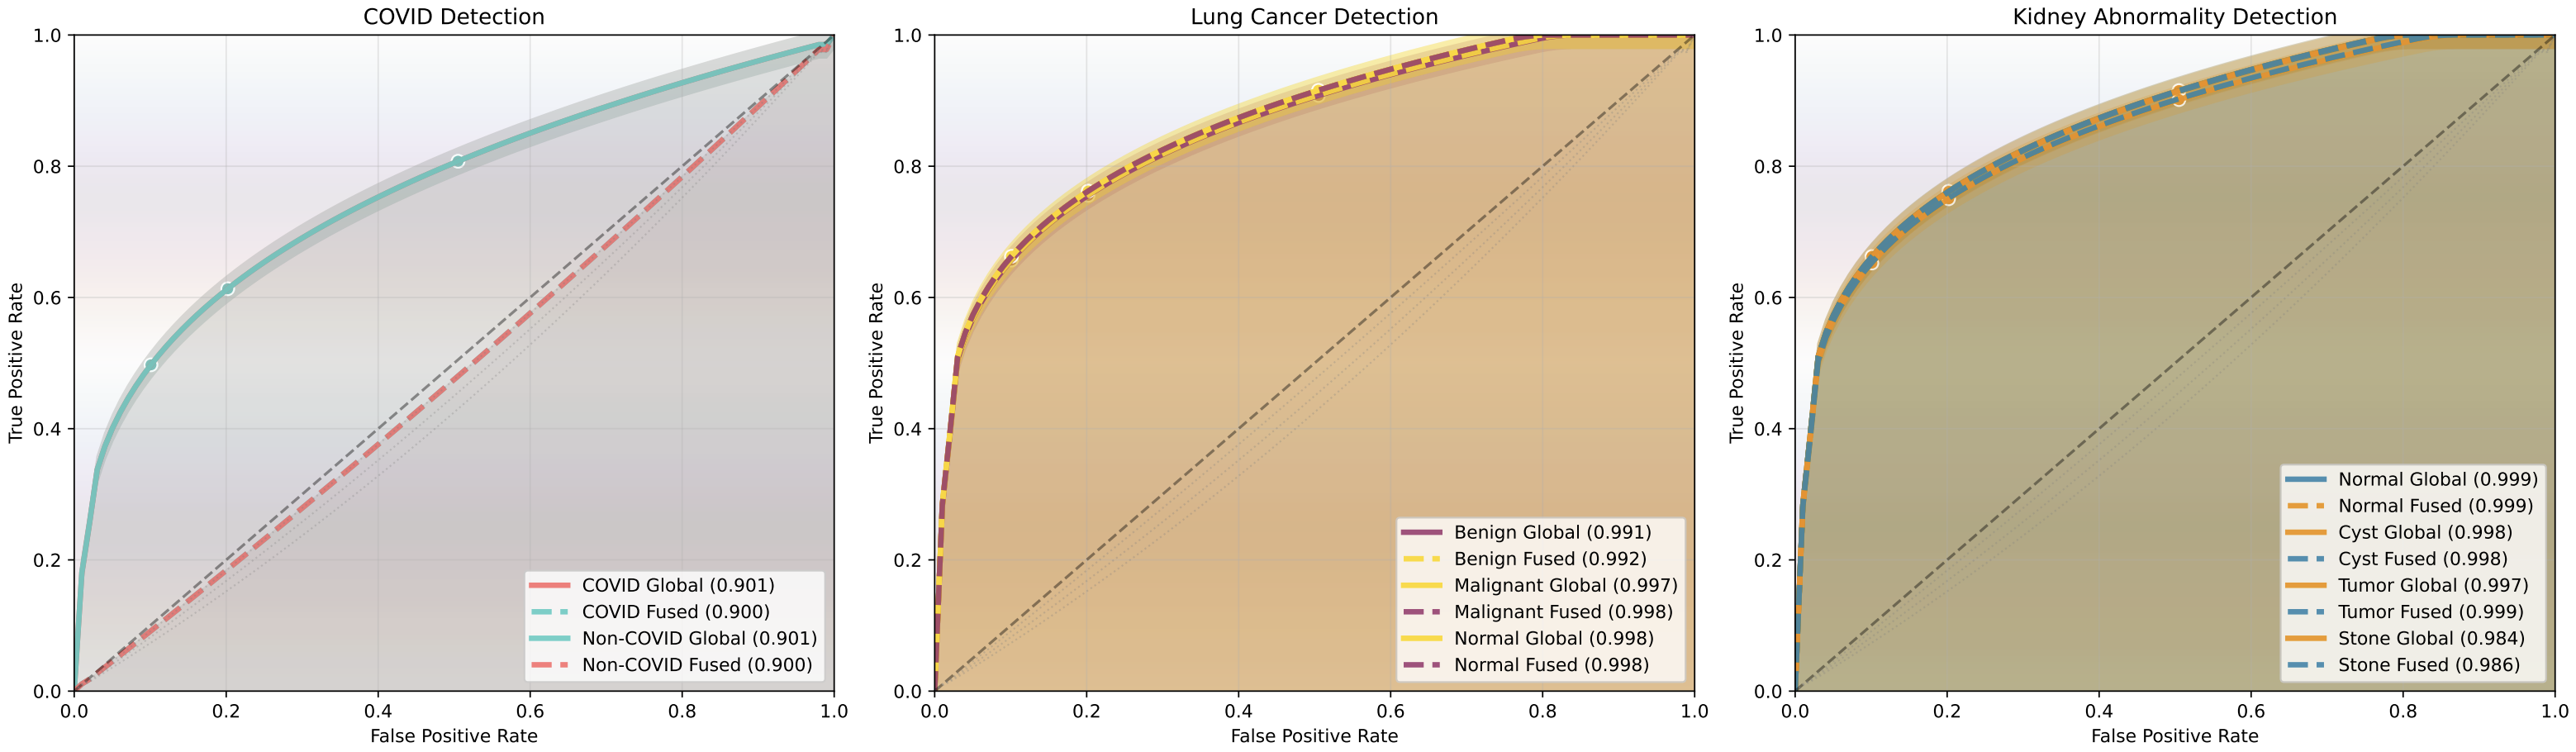 COVID Detection
True Positive Rate
1.0
0.8
0.6
0.4
0.2
0.0
COVID Global (0.901)
COVID Fused (0.900)
Non-COVID Global (0.901)
Non-COVID Fused (0.900)
0.0 0.2 0.4 0.6 0.8 1.0
False Positive Rate
Lung Cancer Detection
True Positive Rate
1.0
0.8
0.6
0.4
0.2
0.0
Benign Global (0.991)
Benign Fused (0.992)
Malignant Global (0.997)
Malignant Fused (0.998)
Normal Global (0.998)
Normal Fused (0.998)
0.0 0.2 0.4 0.6 0.8 1.0
False Positive Rate
Kidney Abnormality Detection
True Positive Rate
1.0
0.8
0.6
0.4
0.2
0.0
Normal Global (0.999)
Normal Fused (0.999)
Cyst Global (0.998)
Cyst Fused (0.998)
Tumor Global (0.997)
Tumor Fused (0.999)
Stone Global (0.984)
Stone Fused (0.986)
0.0 0.2 0.4 0.6 0.8 1.0
False Positive Rate